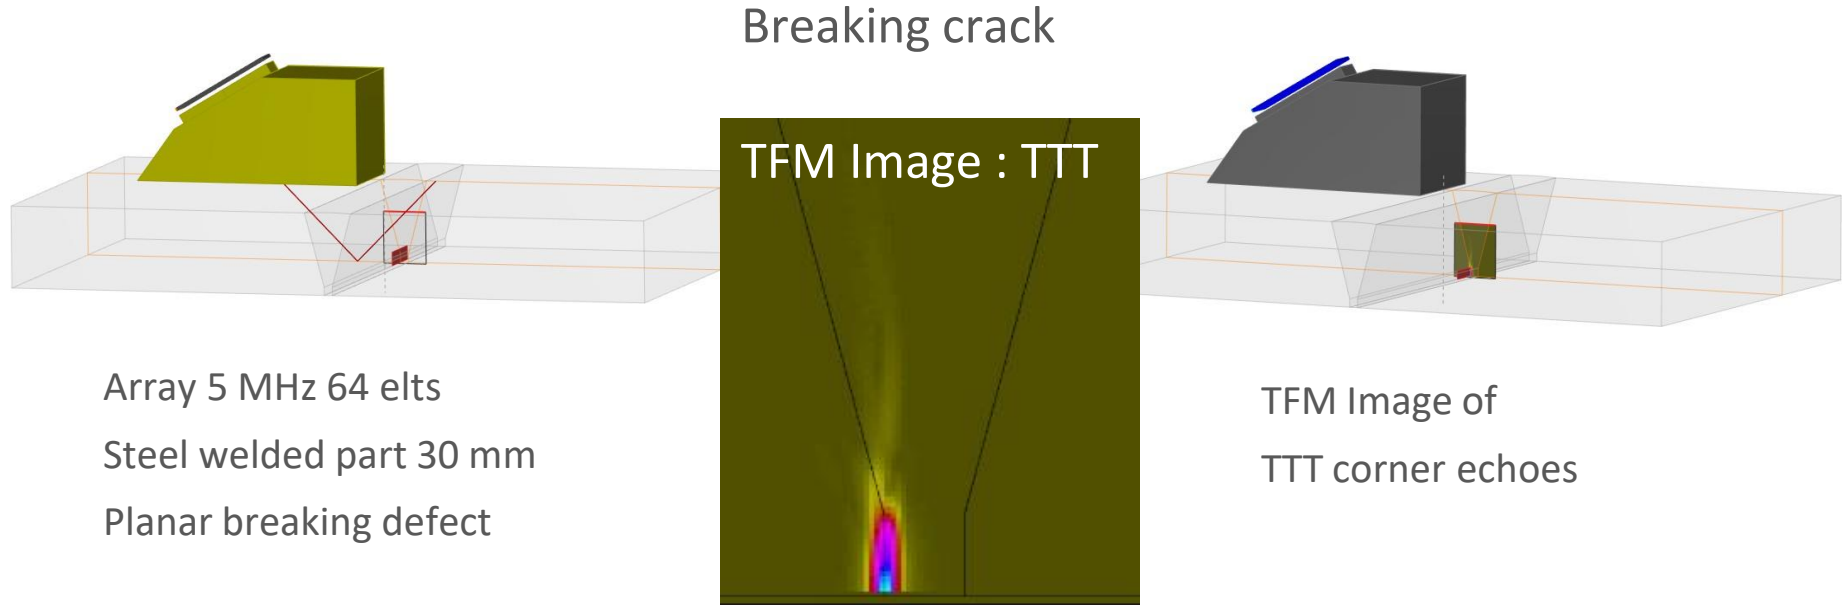 Breaking crack
TFM Image : TTT
Array 5 MHz 64 elts
Steel welded part 30 mm
Planar breaking defect
TFM Image of
TTT corner echoes